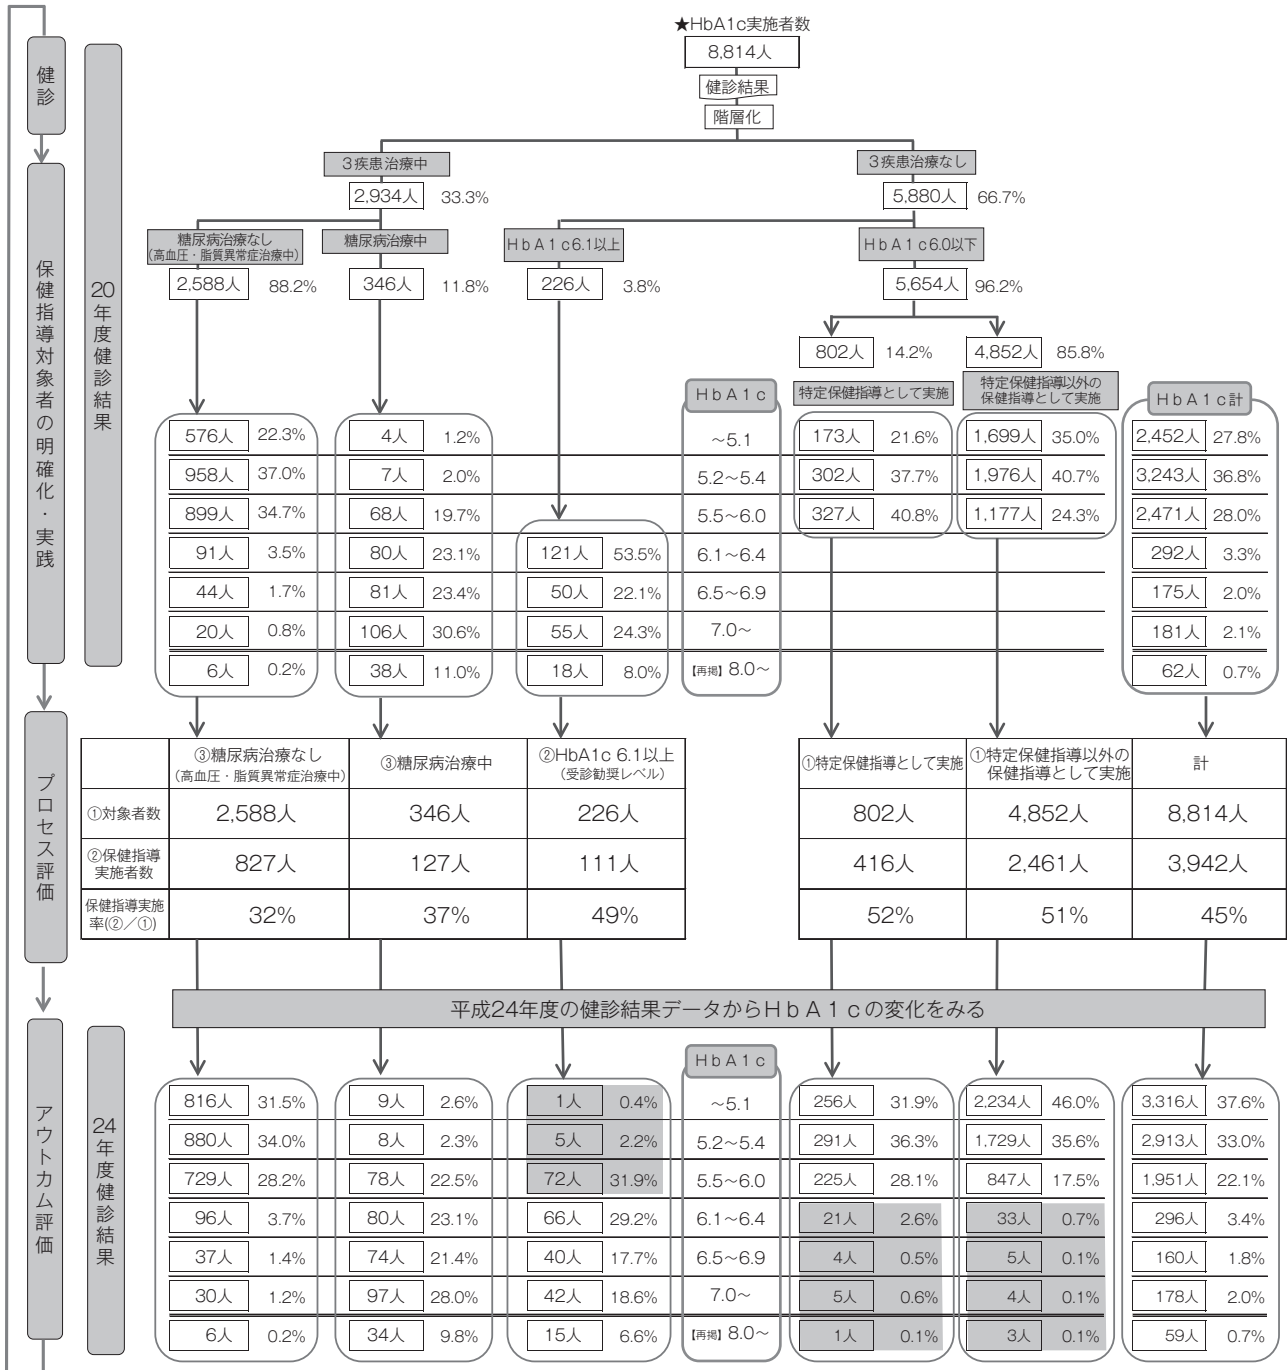 ★HbA1c実施者数
8,814人
健診結果
階層化
健診
保健指導対象者の明確化・実践
プロセス評価
アウトカム評価
20年度健診結果
24年度健診結果
3疾患治療中
2,934人 33.3%
3疾患治療なし
5,880人 66.7%
糖尿病治療なし
(高血圧・脂質異常症治療中)
2,588人 88.2%
糖尿病治療中
346人 11.8%
HbA1c6.1以上
226人 3.8%
HbA1c6.0以下
5,654人 96.2%
802人 14.2%
4,852人 85.8%
特定保健指導として実施
特定保健指導以外の
保健指導として実施
HbA1c
HbA1c計
576人 22.3% 4人 1.2% ~5.1 173人 21.6% 1,699人 35.0% 2,452人 27.8%
958人 37.0% 7人 2.0% 5.2~5.4 302人 37.7% 1,976人 40.7% 3,243人 36.8%
899人 34.7% 68人 19.7% 5.5~6.0 327人 40.8% 1,177人 24.3% 2,471人 28.0%
91人 3.5% 80人 23.1% 121人 53.5% 6.1~6.4 292人 3.3%
44人 1.7% 81人 23.4% 50人 22.1% 6.5~6.9 175人 2.0%
20人 0.8% 106人 30.6% 55人 24.3% 7.0~ 181人 2.1%
6人 0.2% 38人 11.0% 18人 8.0% 【再掲】8.0~ 62人 0.7%
③糖尿病治療なし
(高血圧・脂質異常症治療中)
③糖尿病治療中
②HbA1c 6.1以上
(受診勧奨レベル)
①特定保健指導として実施
①特定保健指導以外の
保健指導として実施
計
①対象者数 2,588人 346人 226人 802人 4,852人 8,814人
②保健指導
実施者数 827人 127人 111人 416人 2,461人 3,942人
保健指導実施
率(②/①) 32% 37% 49% 52% 51% 45%
平成24年度の健診結果データからHbA1cの変化をみる
HbA1c
816人 31.5% 9人 2.6% 1人 0.4% ~5.1 256人 31.9% 2,234人 46.0% 3,316人 37.6%
880人 34.0% 8人 2.3% 5人 2.2% 5.2~5.4 291人 36.3% 1,729人 35.6% 2,913人 33.0%
729人 28.2% 78人 22.5% 72人 31.9% 5.5~6.0 225人 28.1% 847人 17.5% 1,951人 22.1%
96人 3.7% 80人 23.1% 66人 29.2% 6.1~6.4 21人 2.6% 33人 0.7% 296人 3.4%
37人 1.4% 74人 21.4% 40人 17.7% 6.5~6.9 4人 0.5% 5人 0.1% 160人 1.8%
30人 1.2% 97人 28.0% 42人 18.6% 7.0~ 5人 0.6% 4人 0.1% 178人 2.0%
6人 0.2% 34人 9.8% 15人 6.6% 【再掲】8.0~ 1人 0.1% 3人 0.1% 59人 0.7%